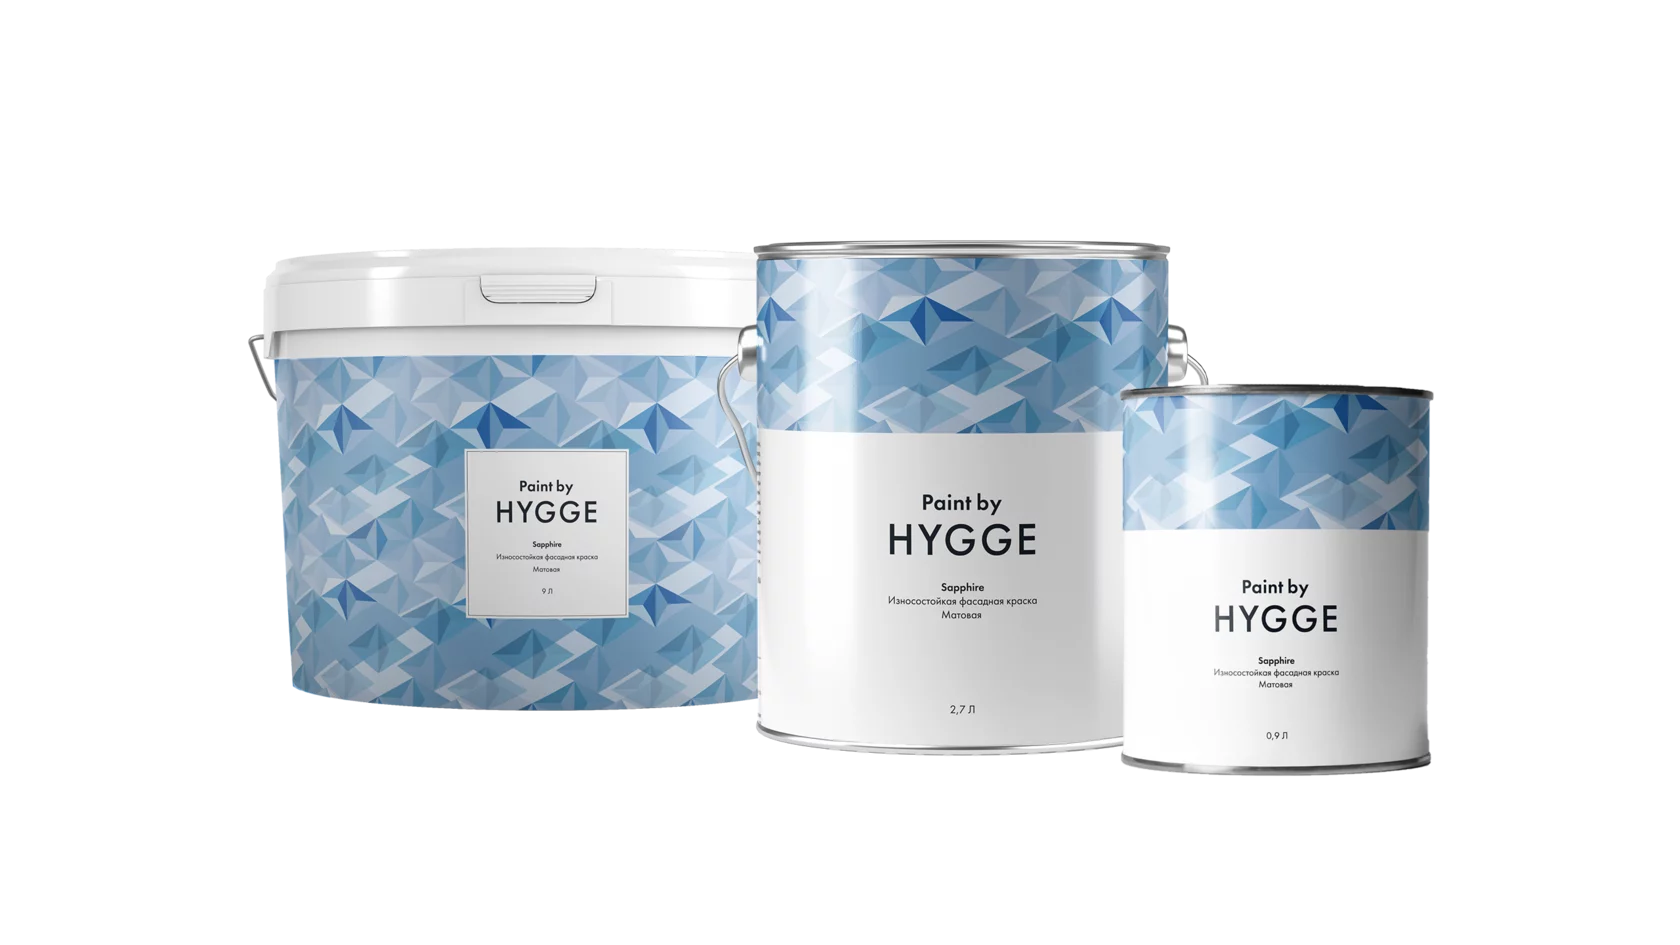 Paint by
HYGGE
Sapphire
Износостойкая фасадная краска
Матовая
9 Л
Paint by
HYGGE
Sapphire
Износостойкая фасадная краска
Матовая
2,7 Л
Paint by
HYGGE
Sapphire
Износостойкая фасадная краска
Матовая
0,9 Л